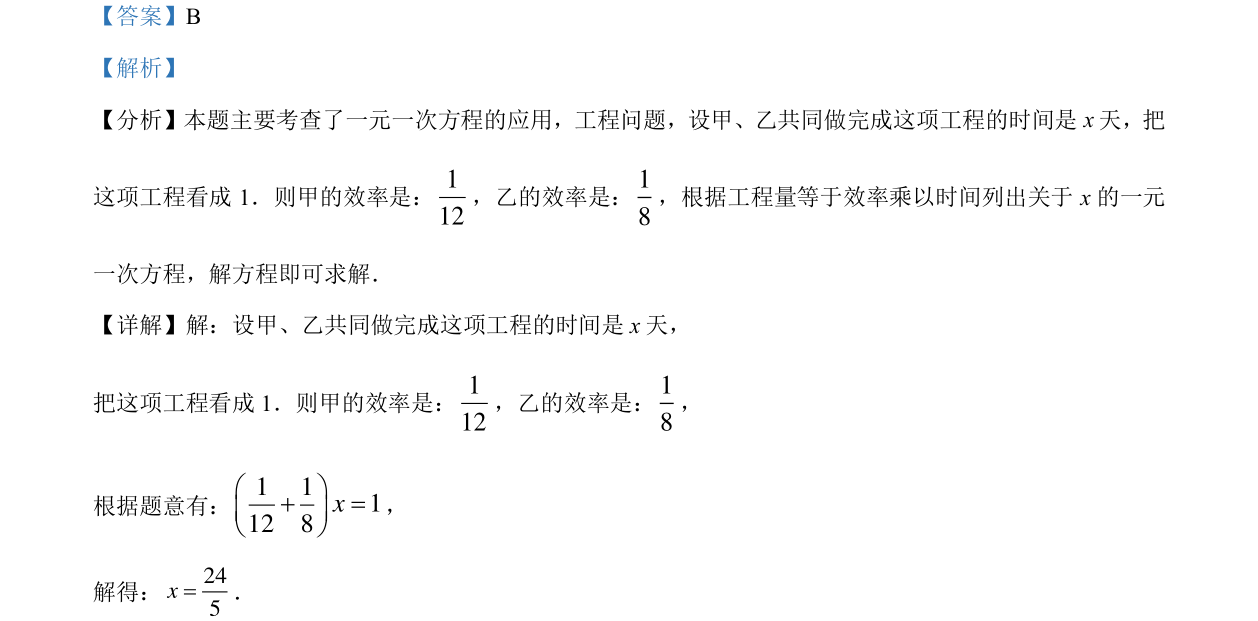 【答案】B
【解析】
【分析】本题主要考查了一元一次方程的应用，工程问题，设甲、乙共同做完成这项工程的时间是 x 天，把
这项工程看成 1．则甲的效率是：1/12，乙的效率是：1/8，根据工程量等于效率乘以时间列出关于 x 的一元
一次方程，解方程即可求解．
【详解】解：设甲、乙共同做完成这项工程的时间是 x 天，
把这项工程看成 1．则甲的效率是：1/12，乙的效率是：1/8，
根据题意有：(1/12+1/8)x=1，
解得：x=24/5．